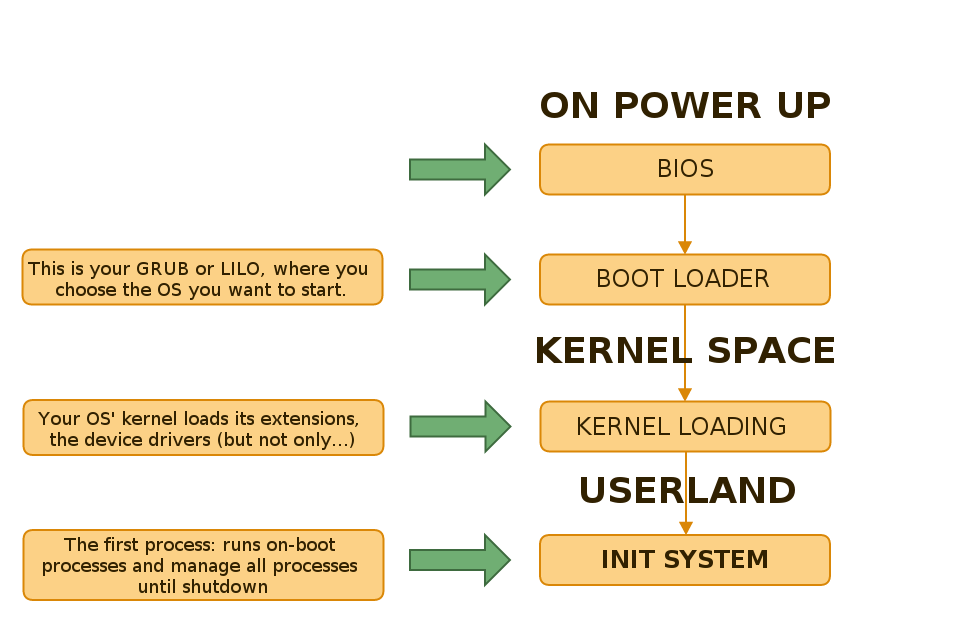 ON POWER UP
BIOS
This is your GRUB or LILO, where you
choose the OS you want to start.
BOOT LOADER
KERNEL SPACE
Your OS' kernel loads its extensions,
the device drivers (but not only...)
KERNEL LOADING
USERLAND
The first process: runs on-boot
processes and manage all processes
until shutdown
INIT SYSTEM